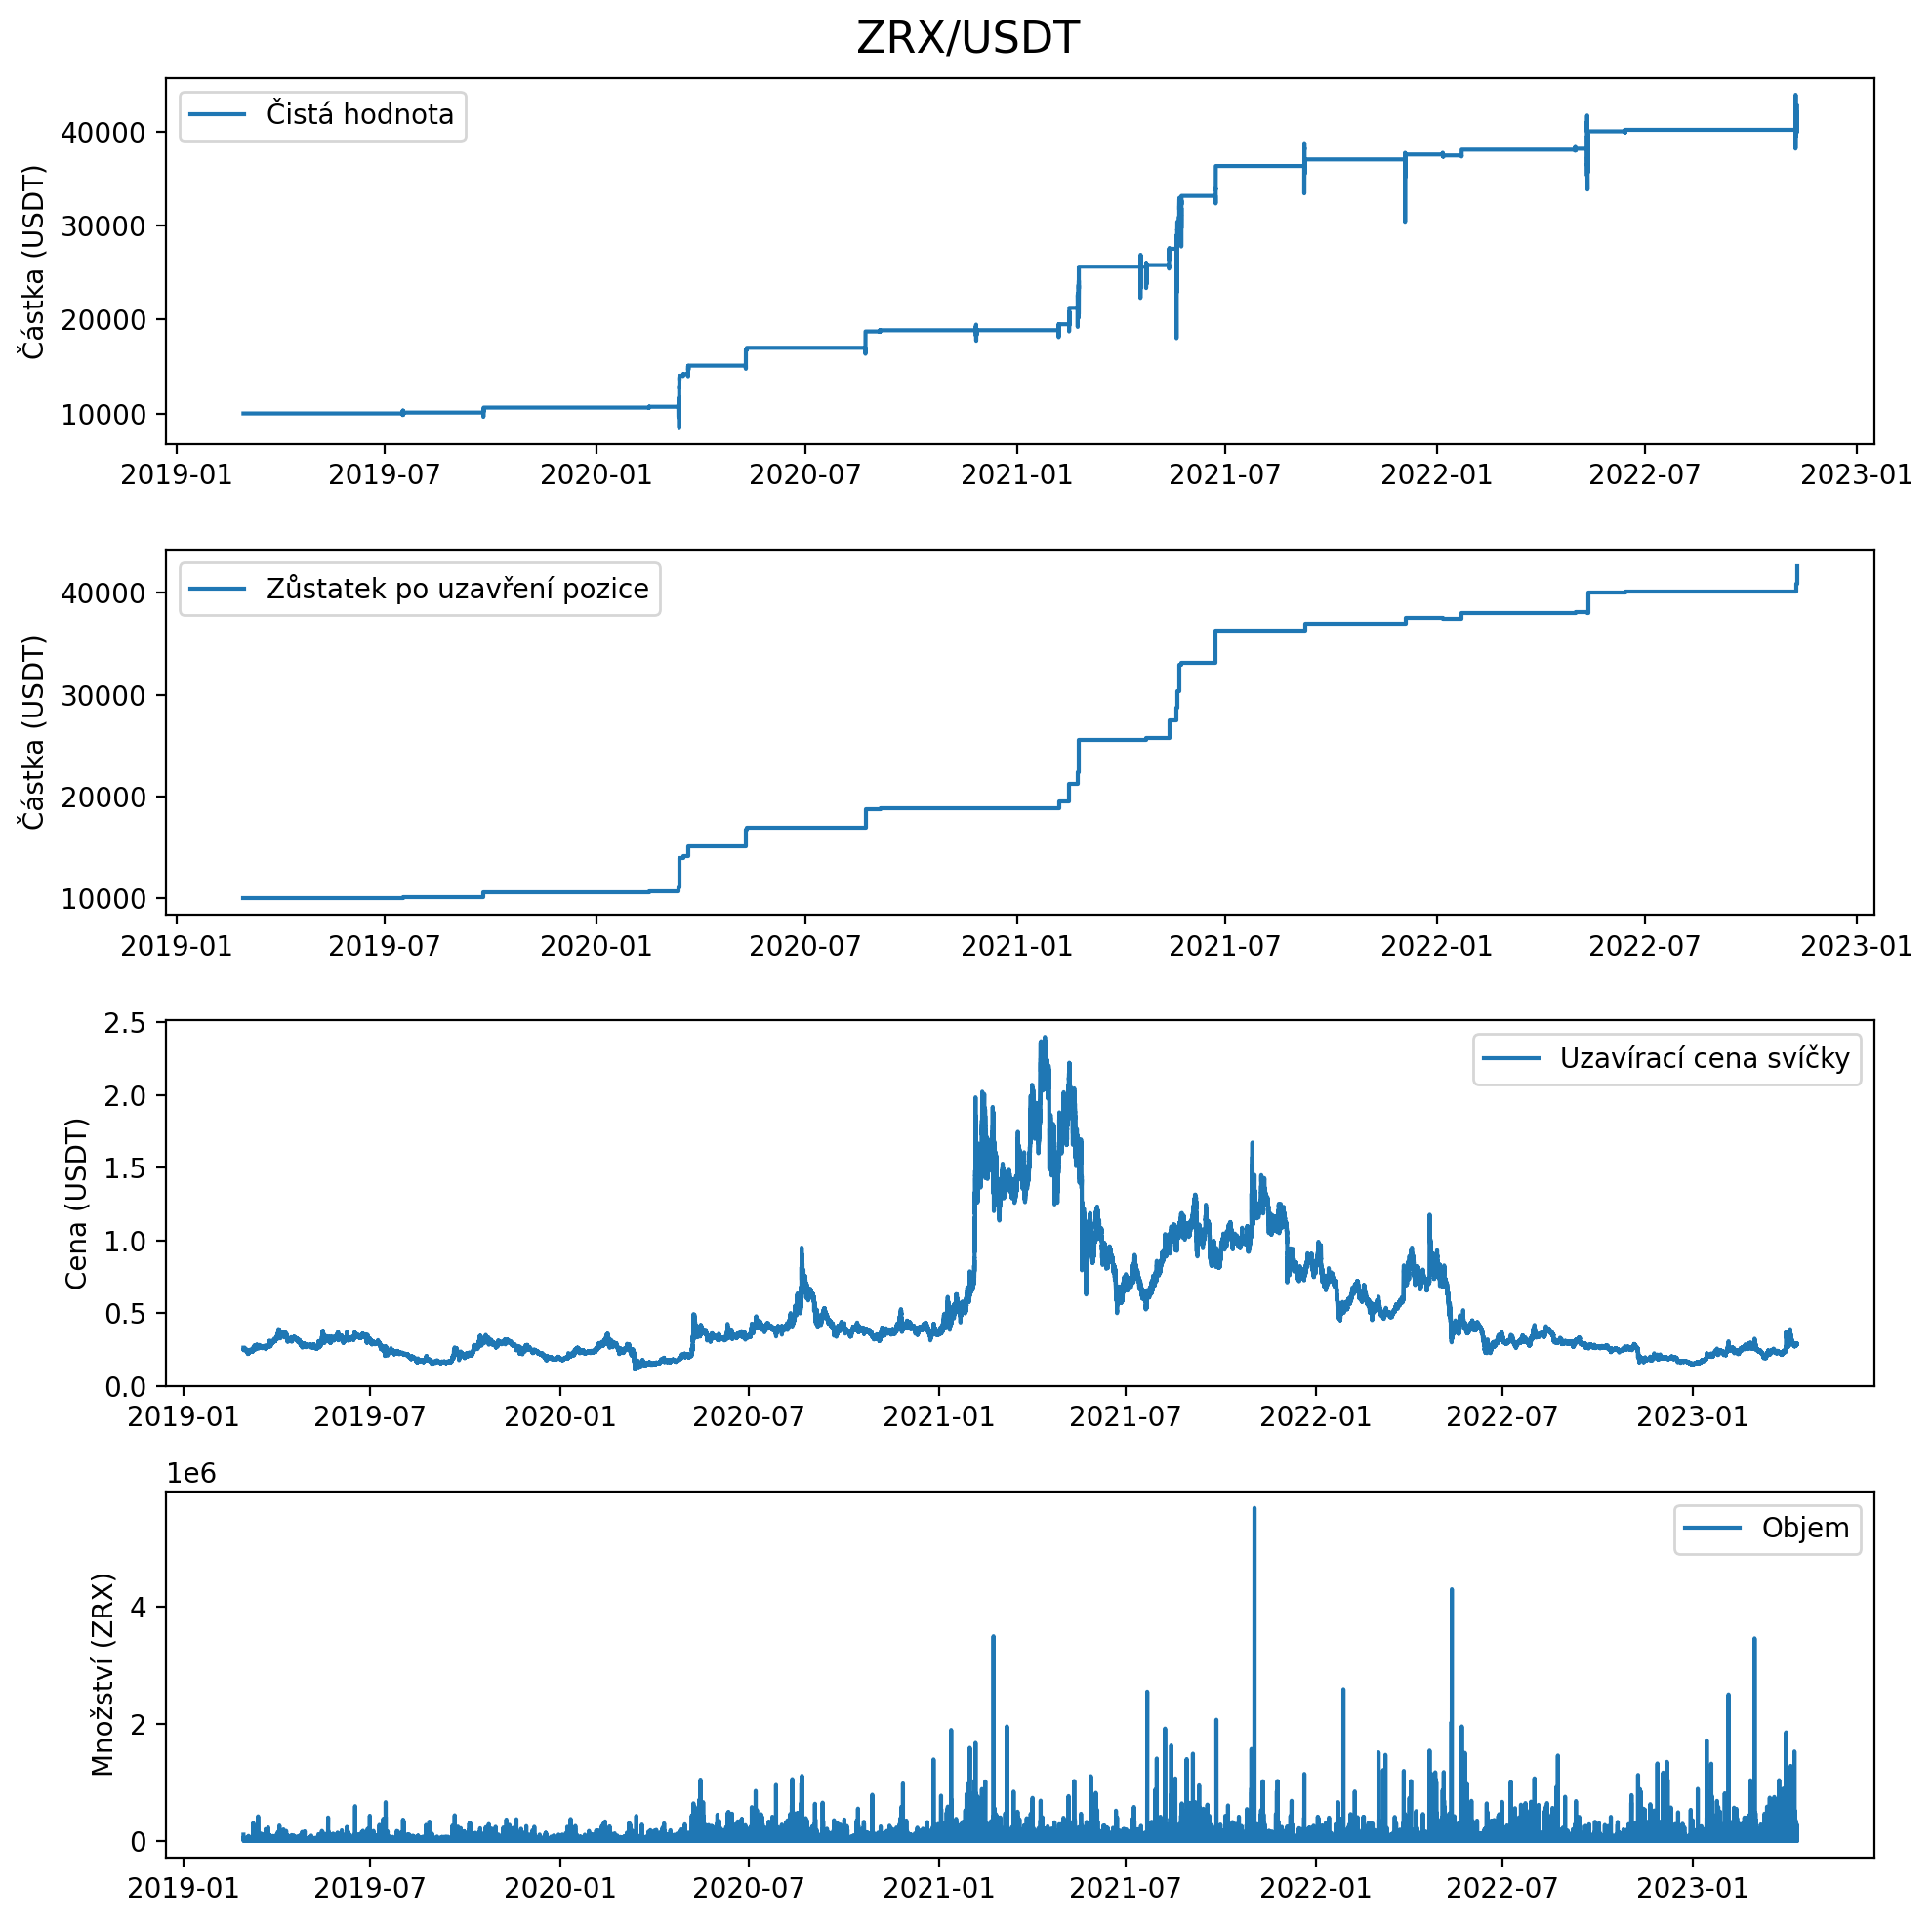 ZRX/USDT
Čistá hodnota
Částka (USDT)
40000
30000
20000
10000
2019-01 2019-07 2020-01 2020-07 2021-01 2021-07 2022-01 2022-07 2023-01
Zůstatek po uzavření pozice
Částka (USDT)
40000
30000
20000
10000
2019-01 2019-07 2020-01 2020-07 2021-01 2021-07 2022-01 2022-07 2023-01
Uzavírací cena svíčky
Cena (USDT)
2.5
2.0
1.5
1.0
0.5
0.0
2019-01 2019-07 2020-01 2020-07 2021-01 2021-07 2022-01 2022-07 2023-01
1e6
Objem
Množství (ZRX)
4
2
0
2019-01 2019-07 2020-01 2020-07 2021-01 2021-07 2022-01 2022-07 2023-01